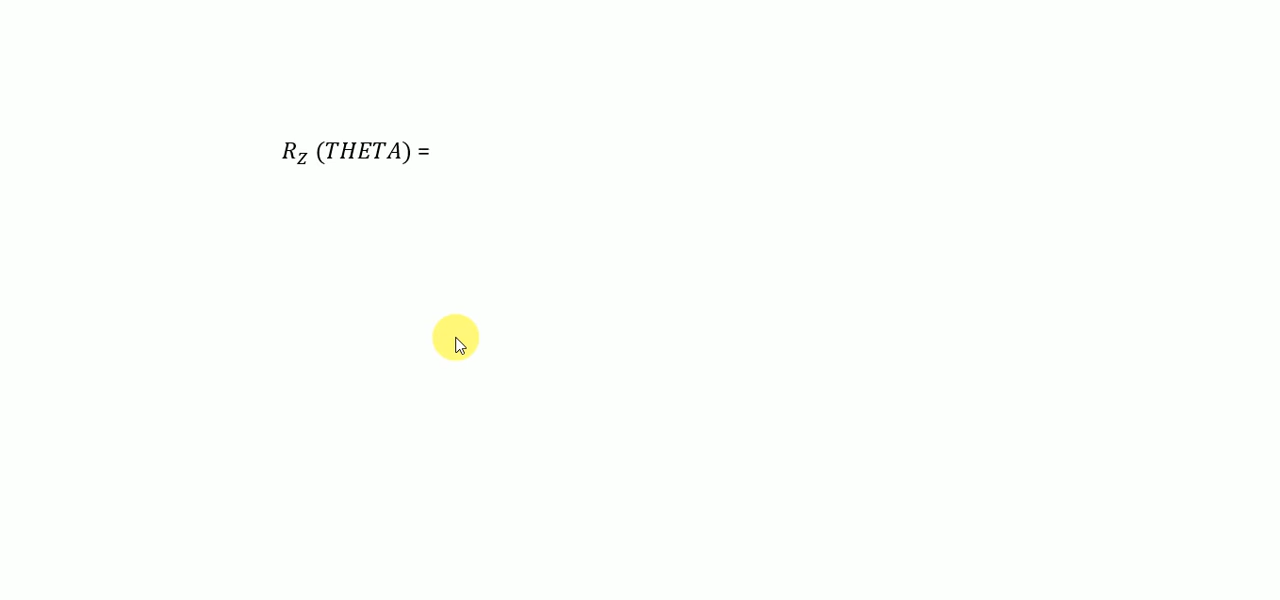 R_Z (THETA) =